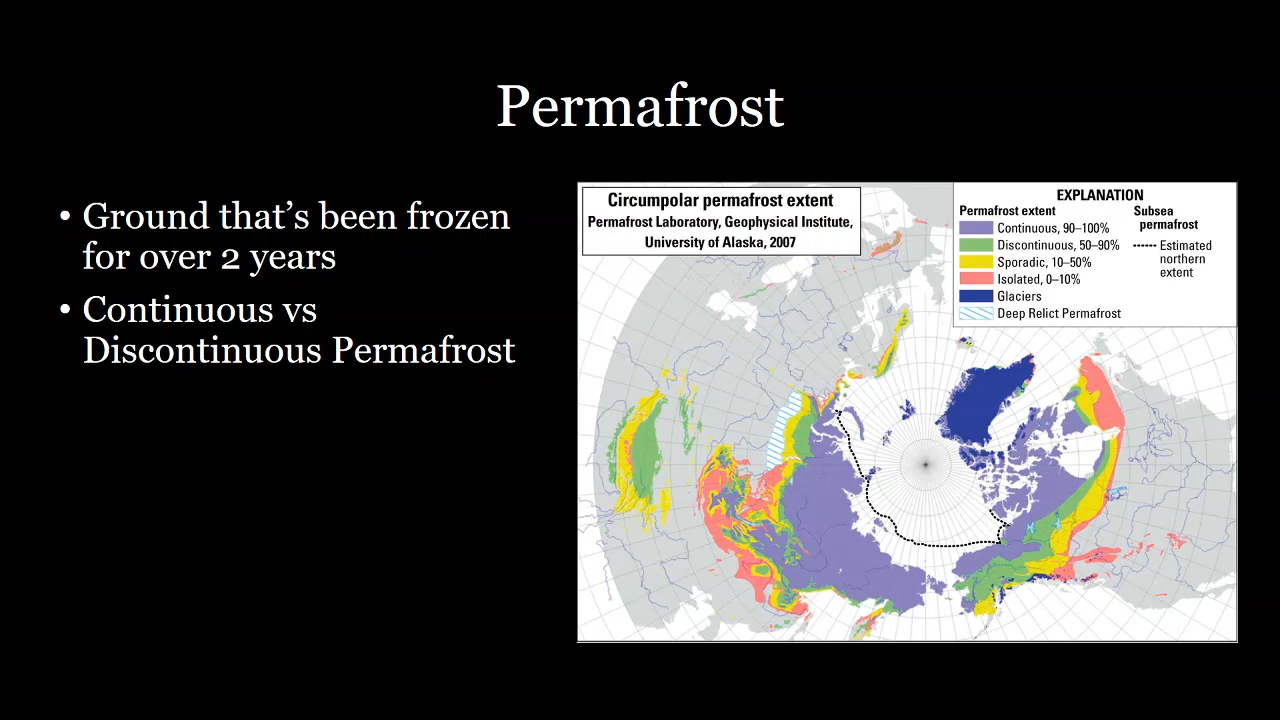 Permafrost
• Ground that’s been frozen
for over 2 years
• Continuous vs
Discontinuous Permafrost
Circumpolar permafrost extent
Permafrost Laboratory, Geophysical Institute,
University of Alaska, 2007
EXPLANATION
Permafrost extent
Continuous, 90–100%
Discontinuous, 50–90%
Sporadic, 10–50%
Isolated, 0–10%
Glaciers
Deep Relict Permafrost
Subsea
permafrost
Estimated
northern
extent